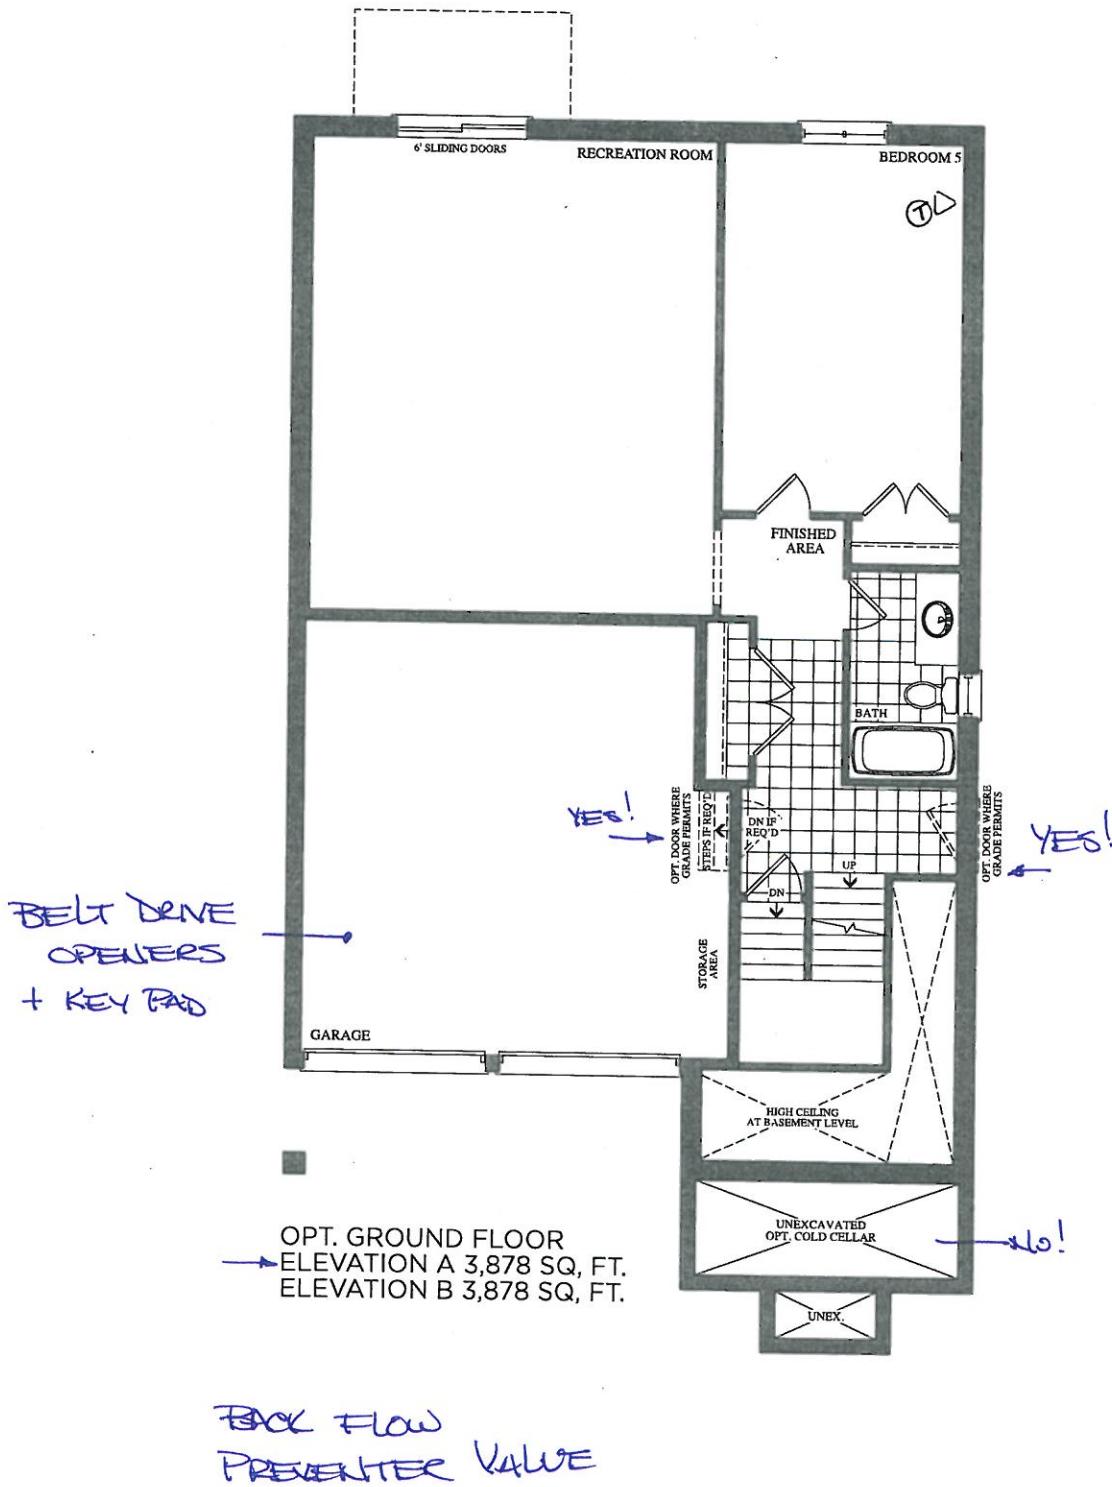 6' SLIDING DOORS
RECREATION ROOM
BEDROOM 5
T
FINISHED
AREA
BATH
YES!
OPT. DOOR WHERE
GRADE PERMITS
STEPS IF REQ'D
DN IF
REQ'D
OPT. DOOR WHERE
GRADE PERMITS
YES!
UP
DN
BELT DRIVE
OPENERS
+ KEY PAD
STORAGE
AREA
GARAGE
HIGH CEILING
AT BASEMENT LEVEL
UNEXCAVATED
OPT. COLD CELLAR
NO!
OPT. GROUND FLOOR
ELEVATION A 3,878 SQ, FT.
ELEVATION B 3,878 SQ, FT.
UNEX.
BACK FLOW
PREVENTER VALUE